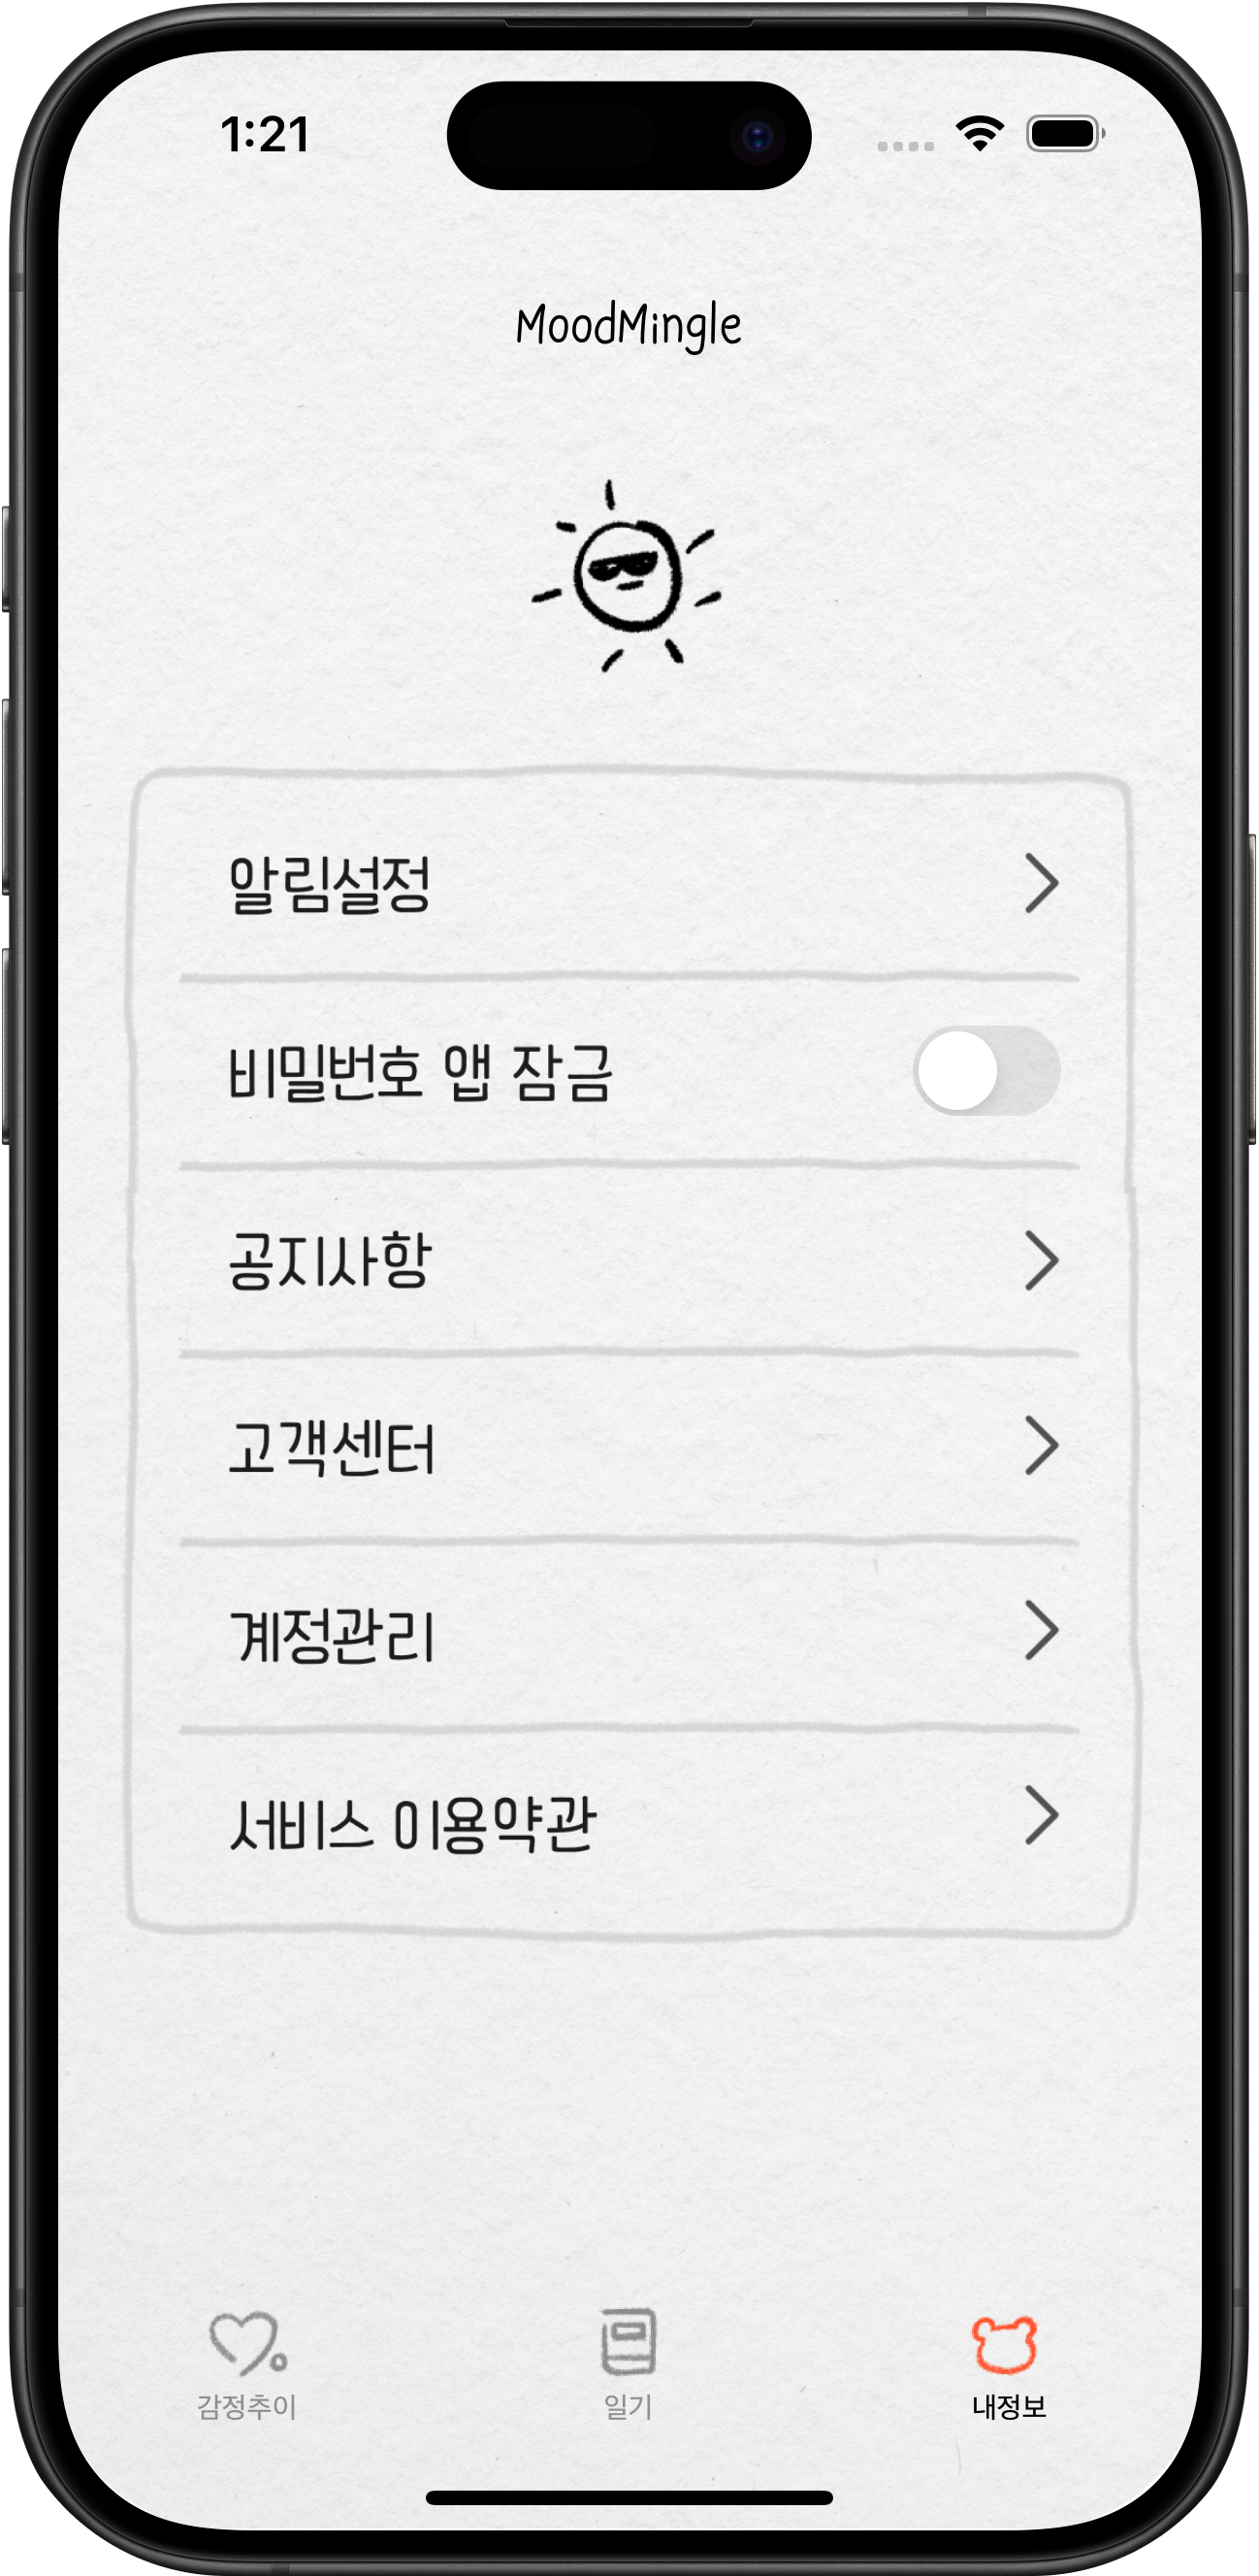 1:21
MoodMingle
알림설정
비밀번호 앱 잠금
공지사항
고객센터
계정관리
서비스 이용약관
감정추이
일기
내정보